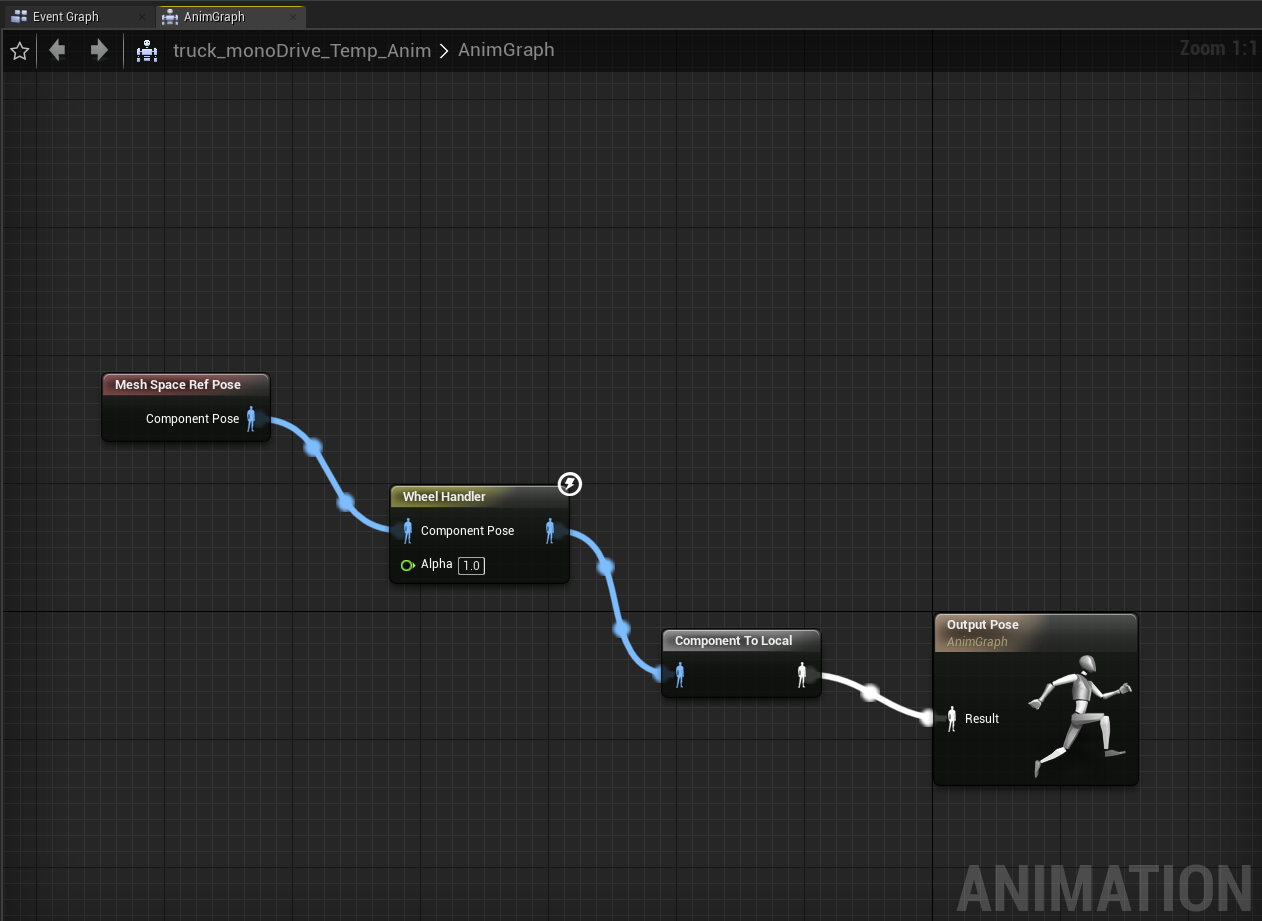 Event Graph
AnimGraph
truck_monoDrive_Temp_Anim > AnimGraph
Zoom 1:1
Mesh Space Ref Pose
Component Pose
Wheel Handler
Component Pose
Alpha 1.0
Component To Local
Output Pose
AnimGraph
Result
ANIMATION